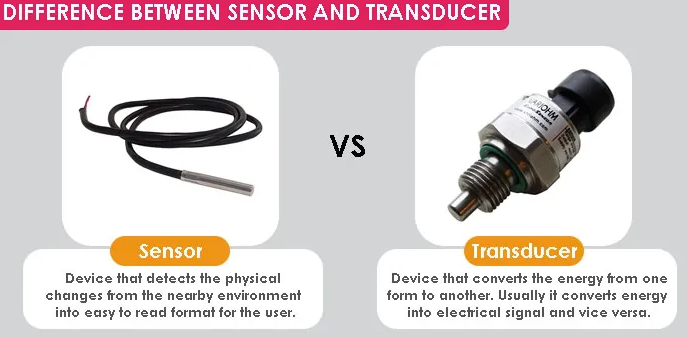 DIFFERENCE BETWEEN SENSOR AND TRANSDUCER
VS
Sensor
Device that detects the physical
changes from the nearby environment
into easy to read format for the user.
Transducer
Device that converts the energy from one
form to another. Usually it converts energy
into electrical signal and vice versa.